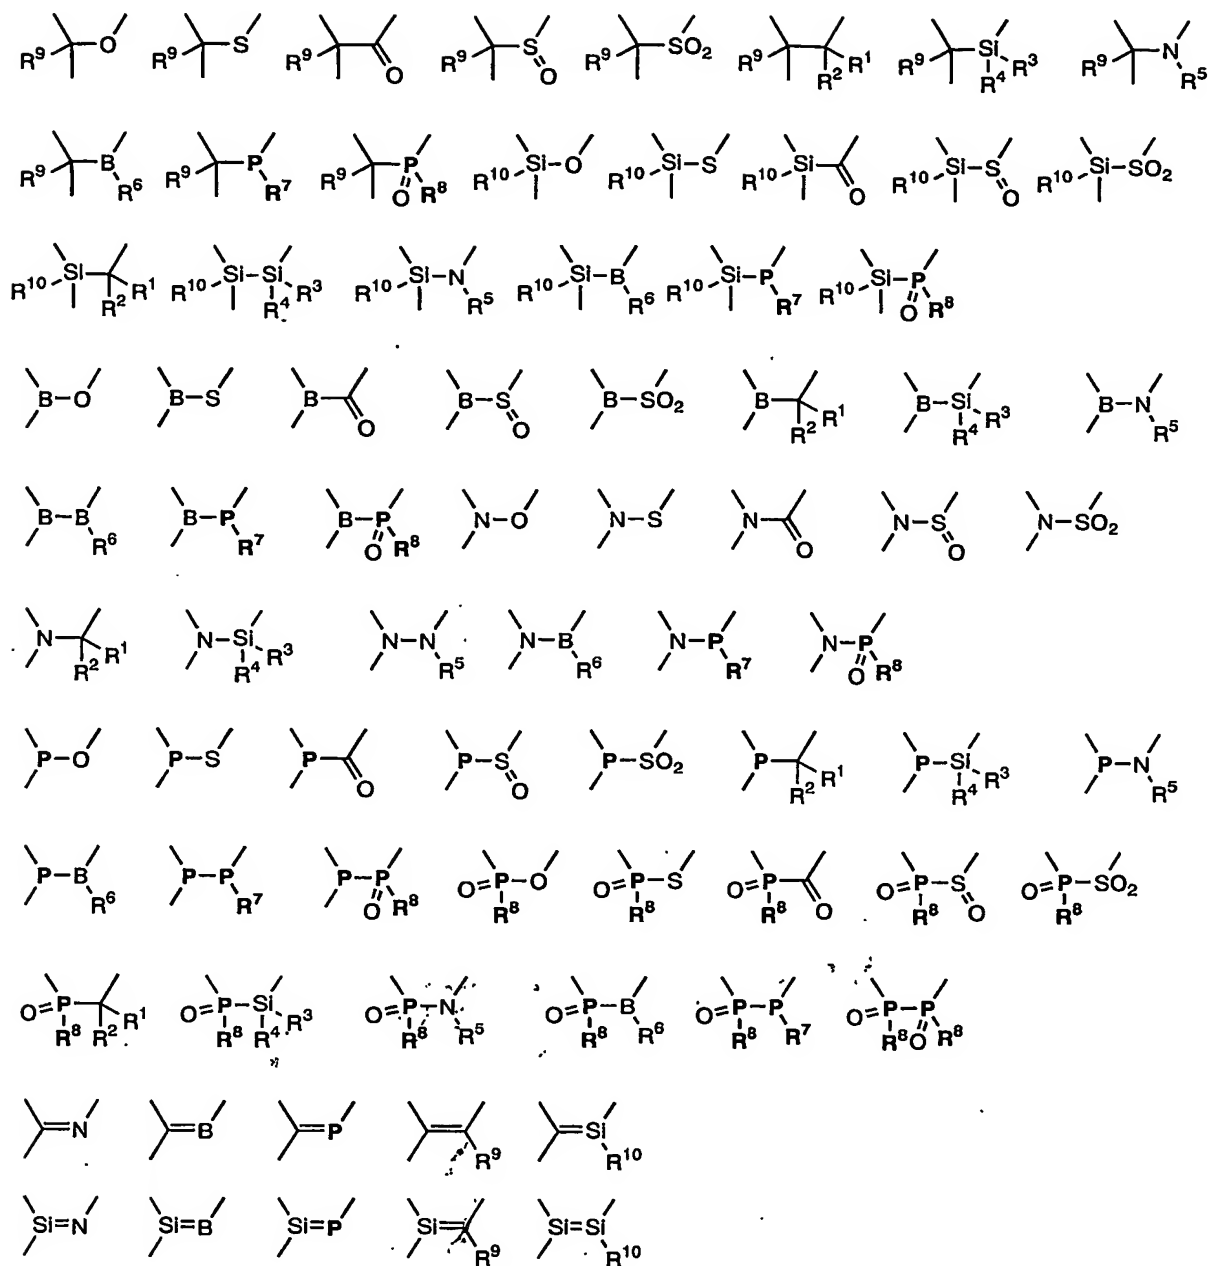 R⁹ O R⁹ S R⁹ O R⁹ S O R⁹ SO₂ R⁹ R² R¹ R⁹ Si R⁴ R³ R⁹ N R⁵
R⁹ B R⁶ R⁹ P R⁷ R⁹ P O R⁸ R¹⁰ Si O R¹⁰ Si S R¹⁰ Si O R¹⁰ Si S O R¹⁰ Si SO₂
R¹⁰ Si R² R¹ R¹⁰ Si Si R⁴ R³ R¹⁰ Si N R⁵ R¹⁰ Si B R⁶ R¹⁰ Si P R⁷ R¹⁰ Si P O R⁸
B O B S B O B S O B SO₂ B R² R¹ B Si R⁴ R³ B N R⁵
B B R⁶ B P R⁷ B P O R⁸ N O N S N O N S O N SO₂
N R² R¹ N Si R⁴ R³ N N R⁵ N B R⁶ N P R⁷ N P O R⁸
P O P S P O P S O P SO₂ P R² R¹ P Si R⁴ R³ P N R⁵
P B R⁶ P P R⁷ P P O R⁸ O P R⁸ O O P R⁸ S O P R⁸ O O P R⁸ S O O P R⁸ SO₂
O P R⁸ R² R¹ O P R⁸ Si R⁴ R³ O P R⁸ N R⁵ O P R⁸ B R⁶ O P R⁸ P R⁷ O P R⁸ P O R⁸
N B P R⁹ Si R¹⁰
Si N Si B Si P Si R⁹ Si Si R¹⁰